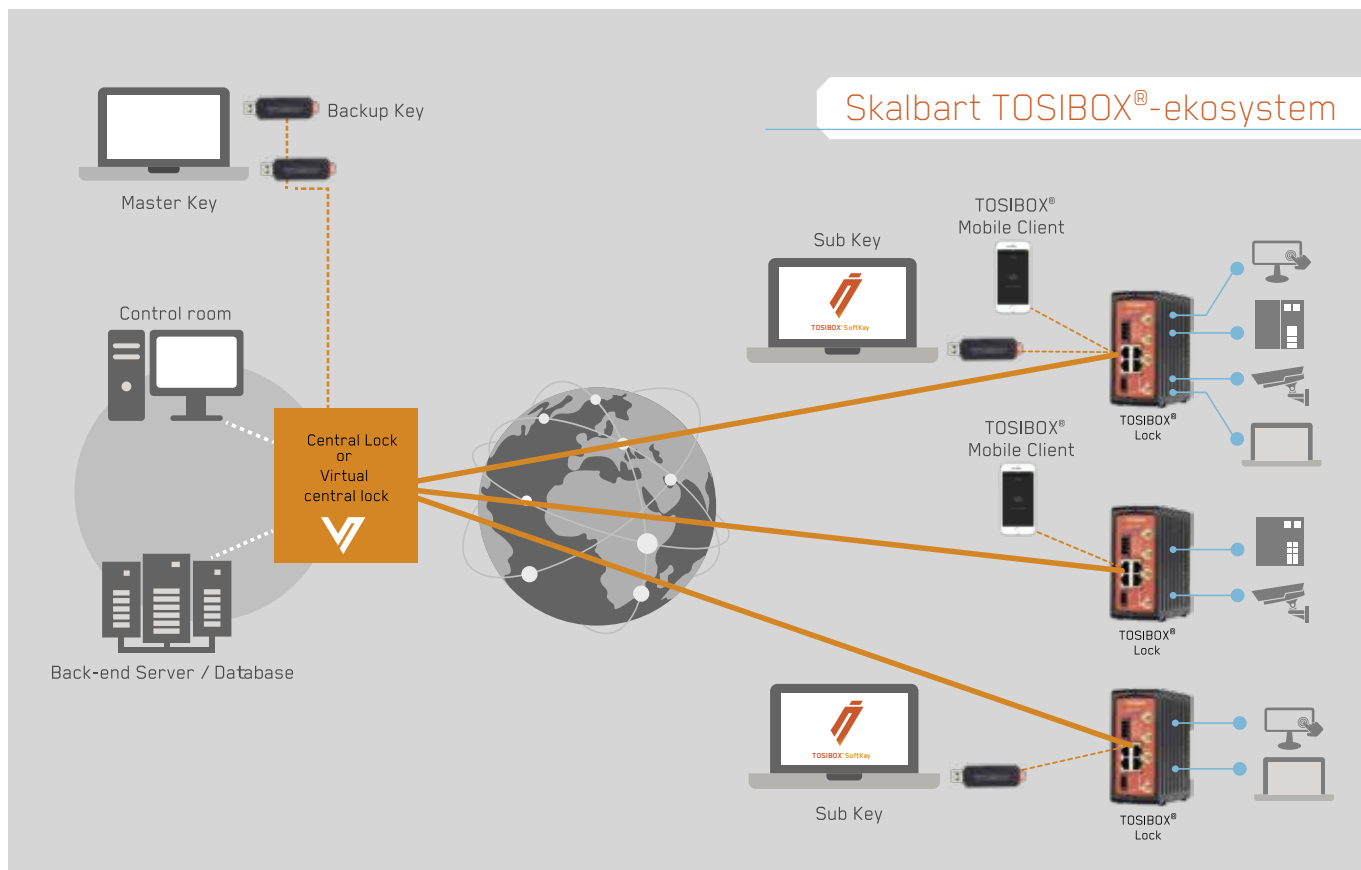 Skalbart TOSIBOX®-ekosystem
Backup Key
Master Key
TOSIBOX®
Mobile Client
Sub Key
TOSIBOX® SoftKey
Control room
TOSIBOX®
Lock
Central Lock
or
Virtual
central lock
TOSIBOX®
Mobile Client
TOSIBOX®
Lock
Back-end Server / Database
TOSIBOX® SoftKey
Sub Key
TOSIBOX®
Lock